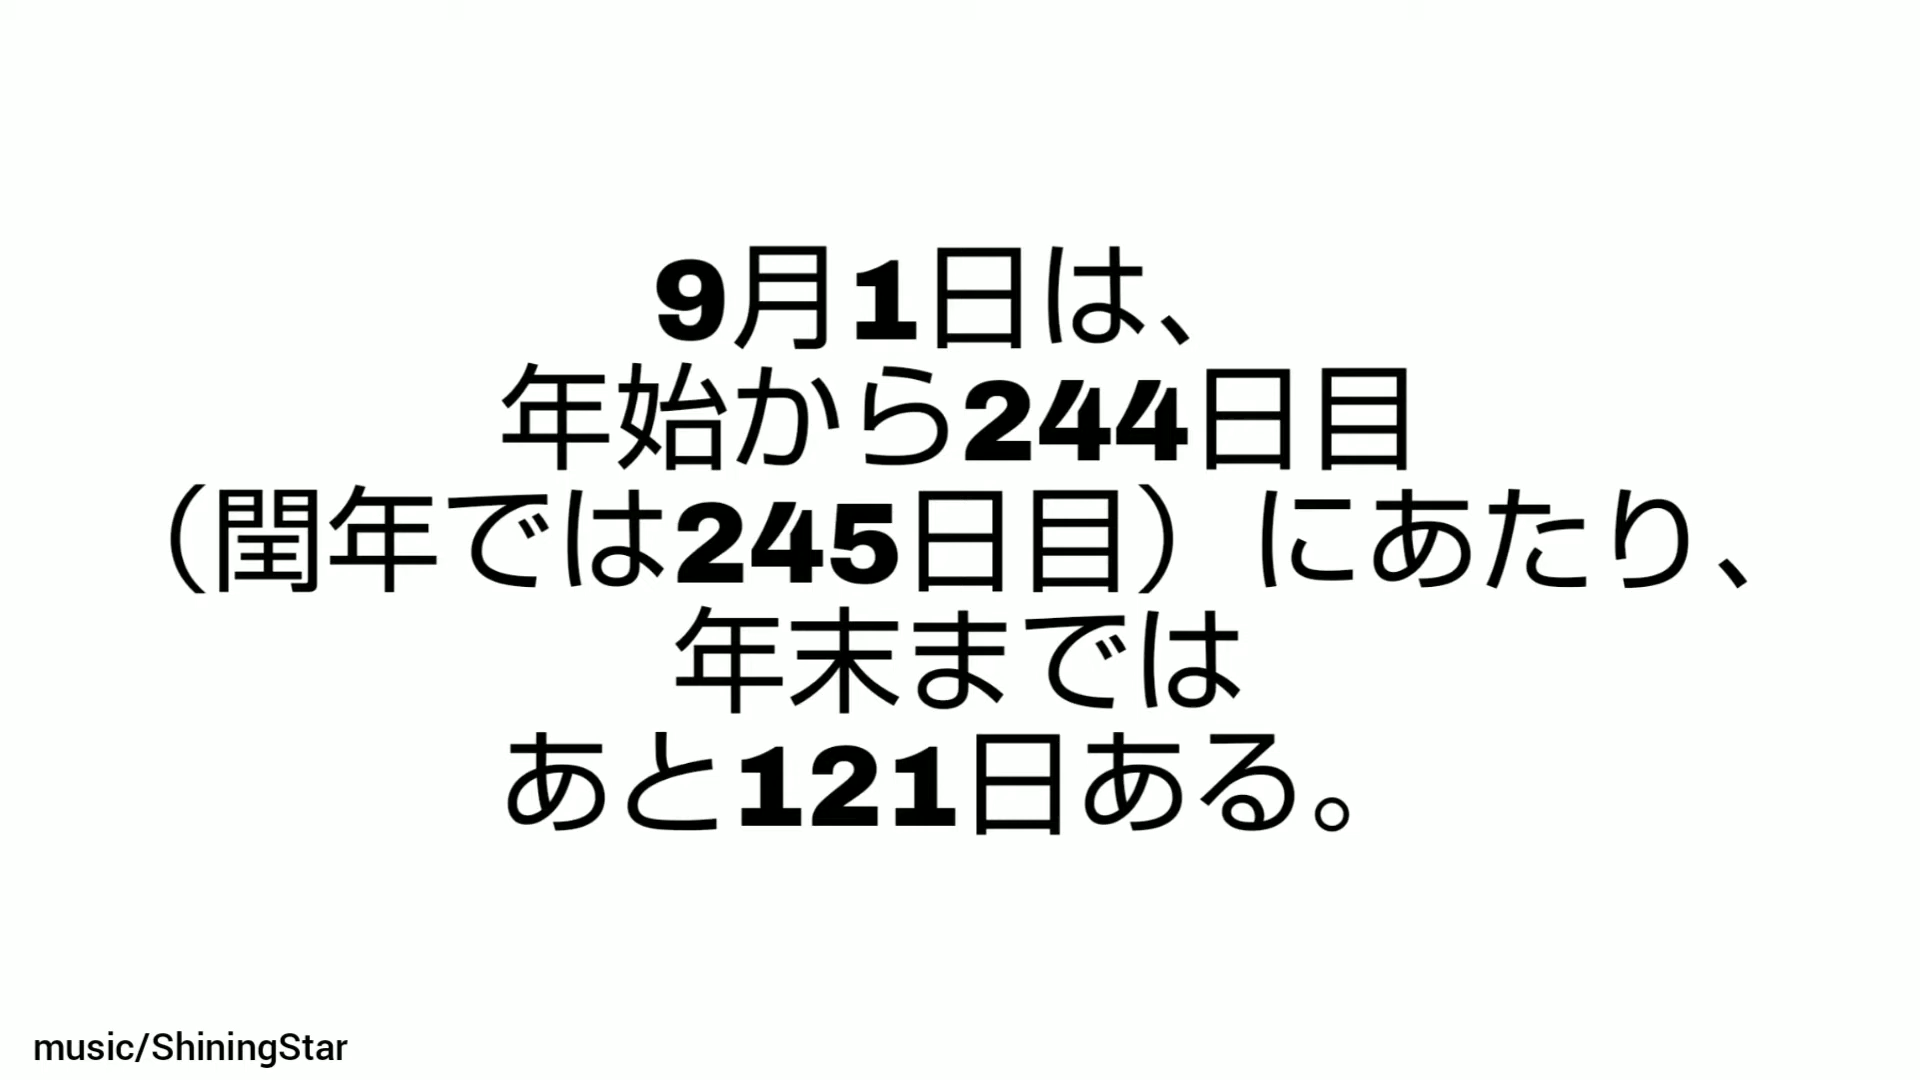 9月1日は、
年始から244日目
（閏年では245日目）にあたり、
年末までは
あと121日ある。
music/ShiningStar